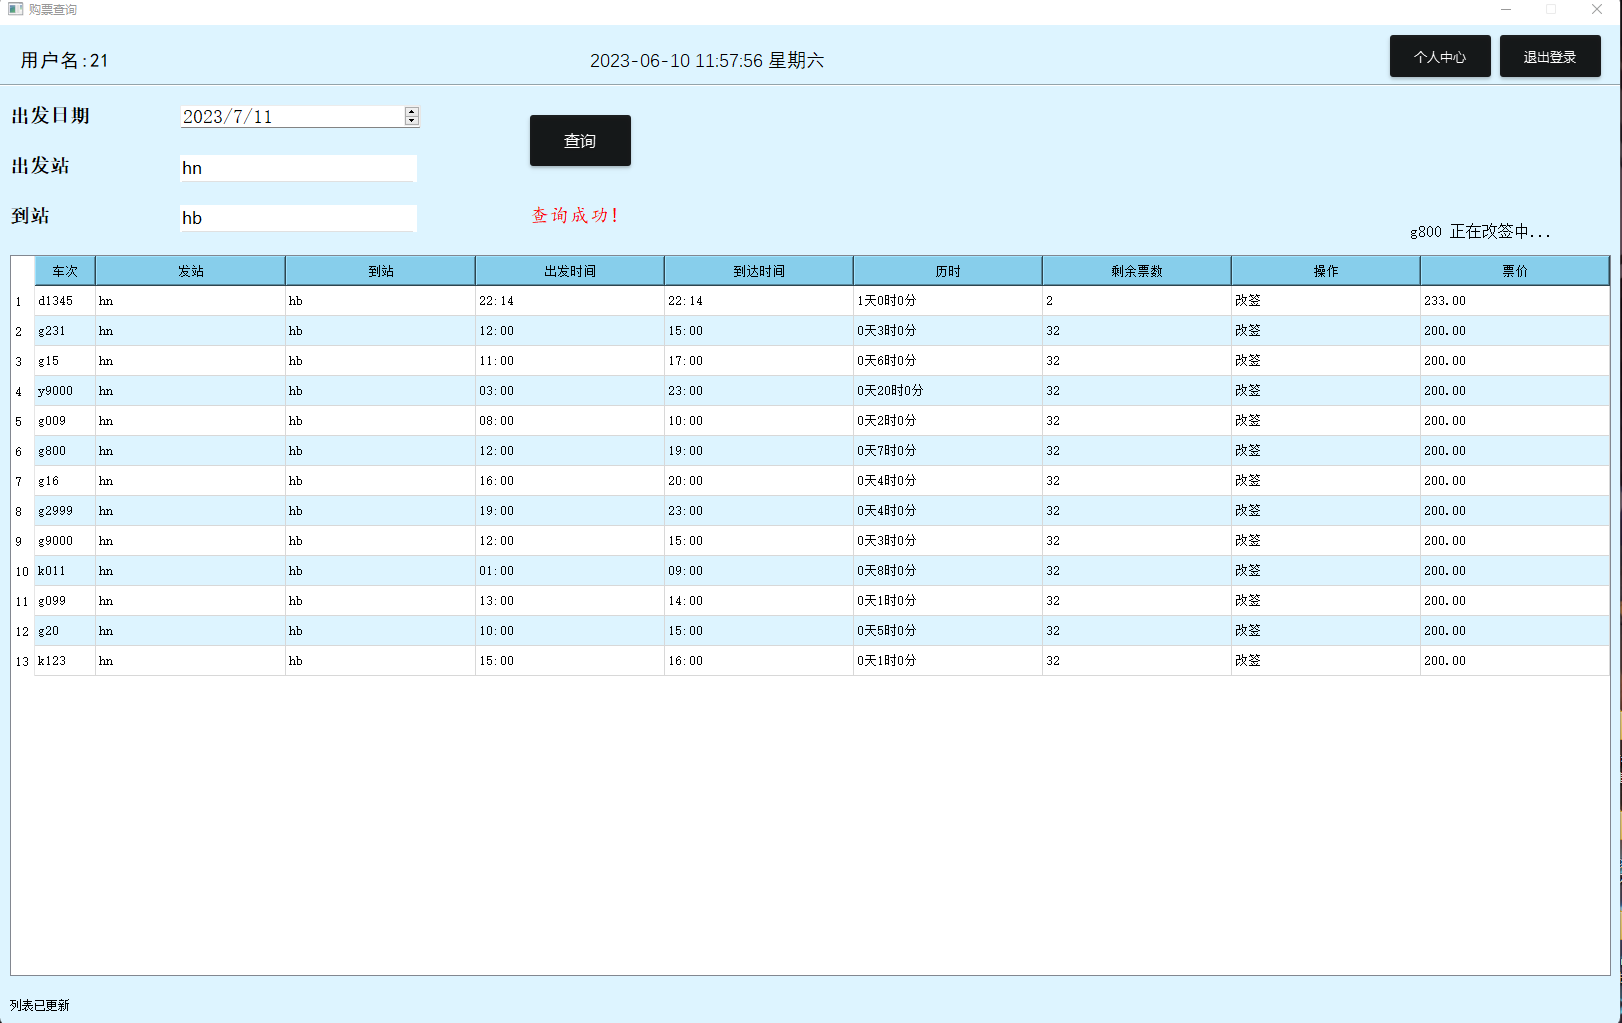 购票查询
用户名:21 2023-06-10 11:57:56 星期六 个人中心 退出登录
出发日期 2023/7/11
查询
出发站 hn
到站 hb 查询成功!
g800 正在改签中...
车次 发站 到站 出发时间 到达时间 历时 剩余票数 操作 票价
1 d1345 hn hb 22:14 22:14 1天0时0分 2 改签 233.00
2 g231 hn hb 12:00 15:00 0天3时0分 32 改签 200.00
3 g15 hn hb 11:00 17:00 0天6时0分 32 改签 200.00
4 y9000 hn hb 03:00 23:00 0天20时0分 32 改签 200.00
5 g009 hn hb 08:00 10:00 0天2时0分 32 改签 200.00
6 g800 hn hb 12:00 19:00 0天7时0分 32 改签 200.00
7 g16 hn hb 16:00 20:00 0天4时0分 32 改签 200.00
8 g2999 hn hb 19:00 23:00 0天4时0分 32 改签 200.00
9 g9000 hn hb 12:00 15:00 0天3时0分 32 改签 200.00
10 k011 hn hb 01:00 09:00 0天8时0分 32 改签 200.00
11 g099 hn hb 13:00 14:00 0天1时0分 32 改签 200.00
12 g20 hn hb 10:00 15:00 0天5时0分 32 改签 200.00
13 k123 hn hb 15:00 16:00 0天1时0分 32 改签 200.00
列表已更新